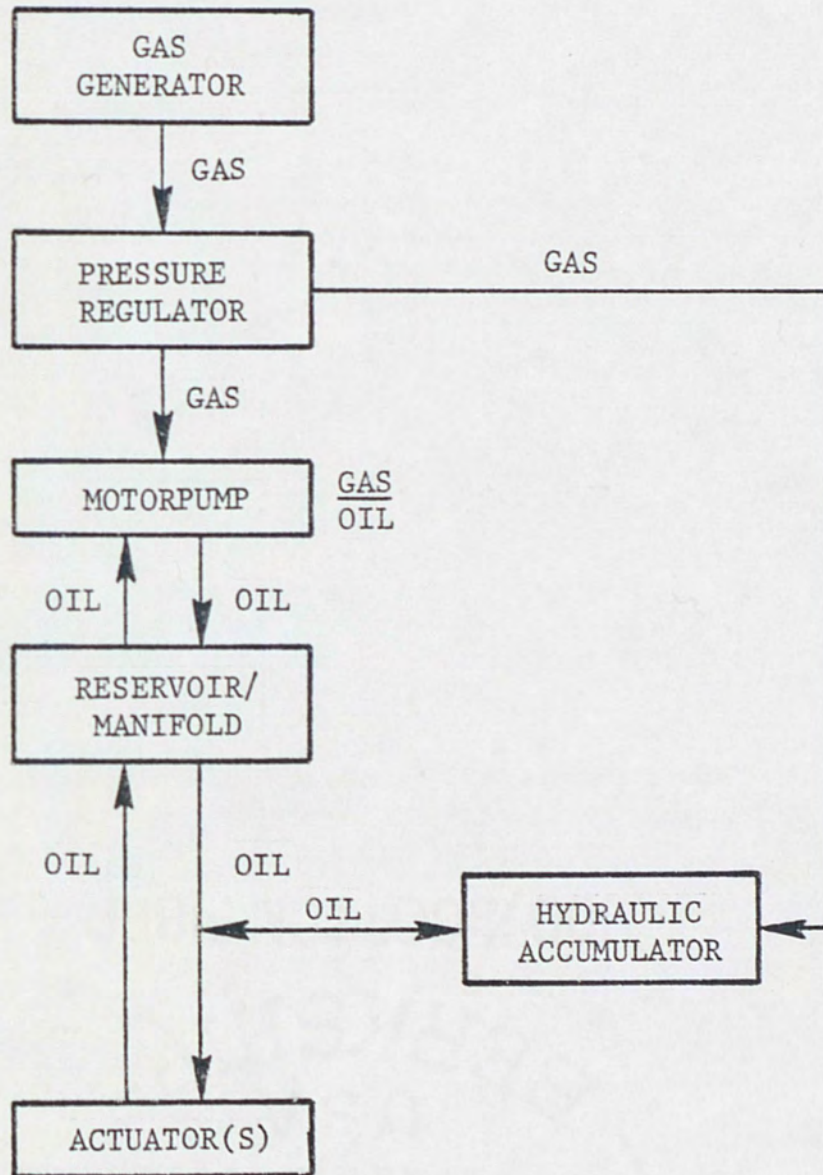 GAS
GENERATOR
GAS
PRESSURE
REGULATOR
GAS
GAS
MOTORPUMP
GAS
OIL
OIL
OIL
RESERVOIR/
MANIFOLD
OIL
OIL
OIL
HYDRAULIC
ACCUMULATOR
ACTUATOR(S)